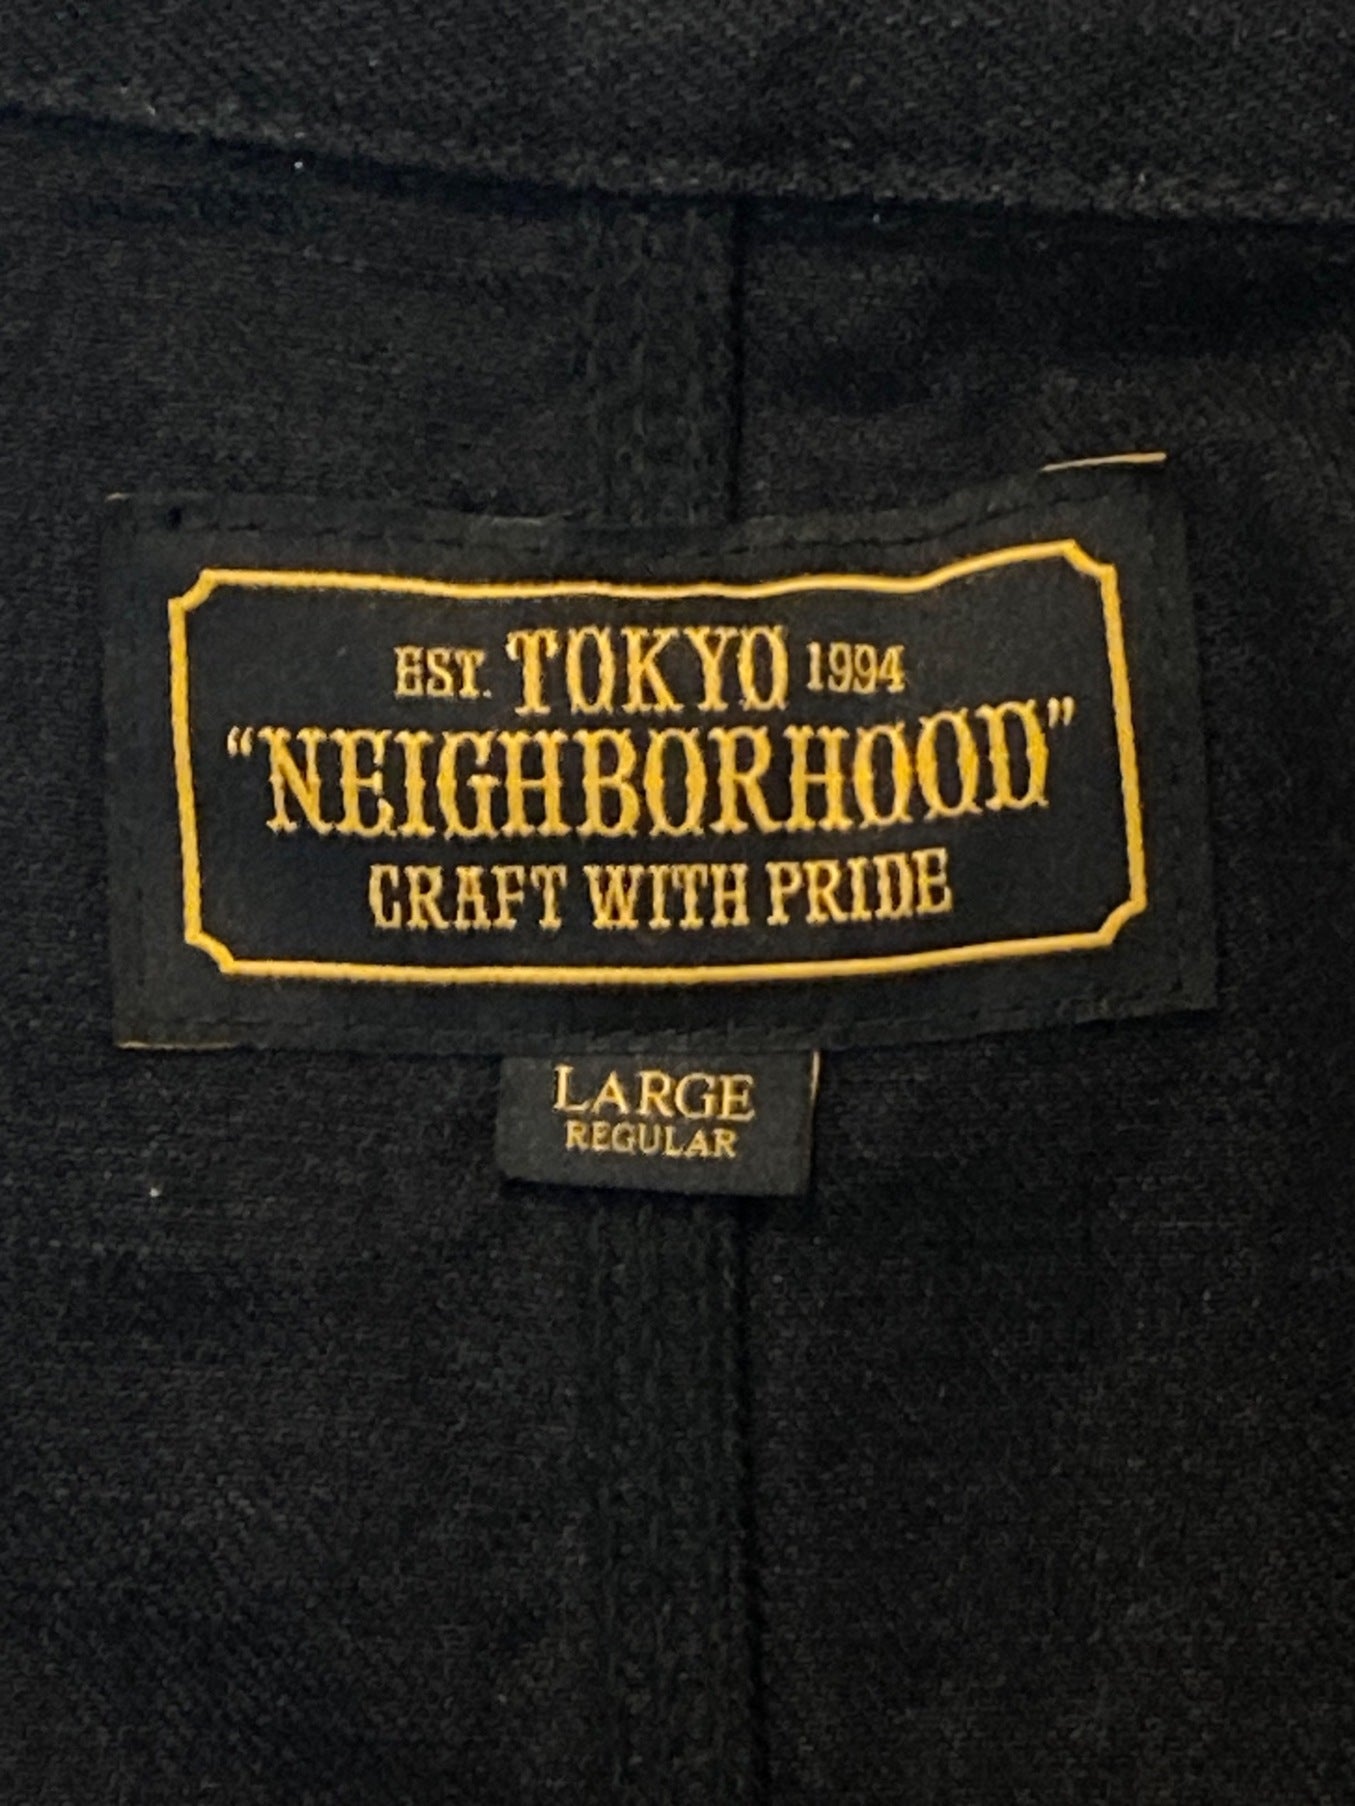 EST. TOKYO 1994
“NEIGHBORHOOD”
CRAFT WITH PRIDE
LARGE
REGULAR